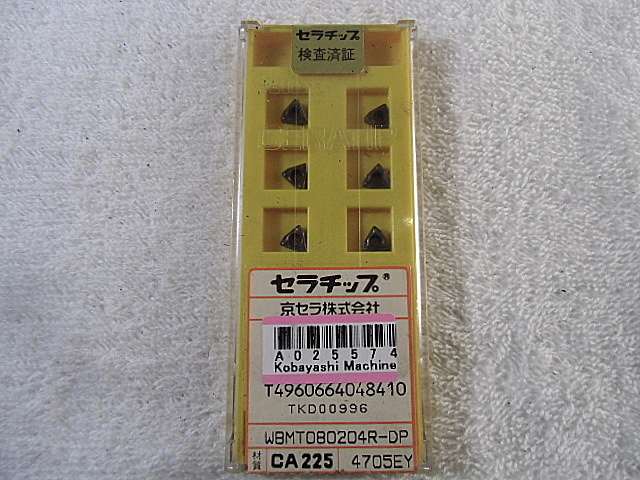 セラチップ
検査済証
CERATIP
セラチップ®
京セラ株式会社
A025574
Kobayashi Machine
T4960664048410
TKD00996
WBMT080204R-DP
材質 CA225 4705EY